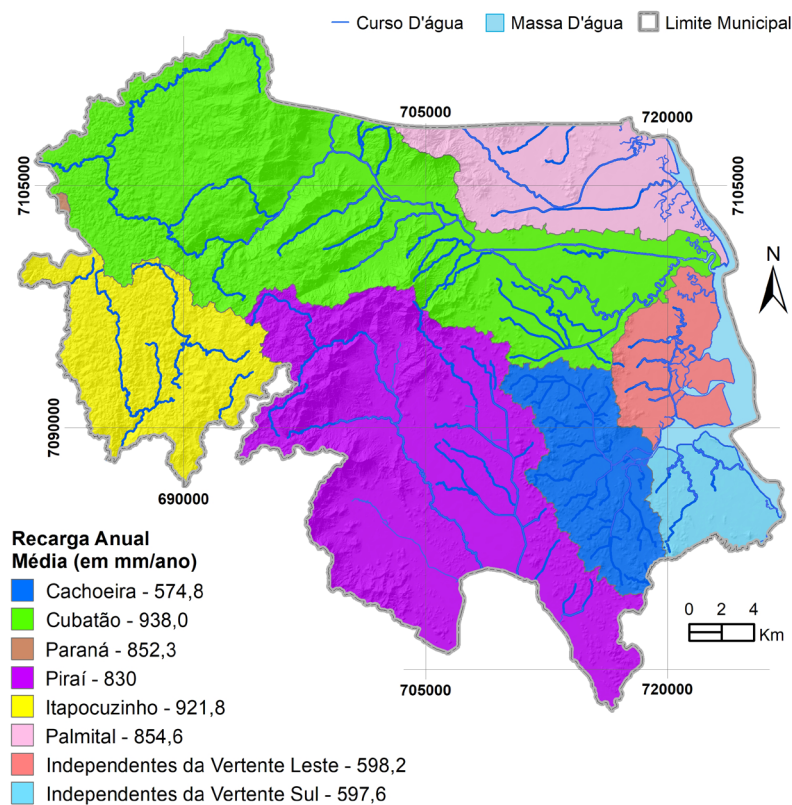 Curso D'água Massa D'água Limite Municipal
705000
720000
7105000
7105000
N
7090000
690000
Recarga Anual
Média (em mm/ano)
Cachoeira - 574,8
Cubatão - 938,0
Paraná - 852,3
Piraí - 830
Itapocuzinho - 921,8
Palmital - 854,6
Independentes da Vertente Leste - 598,2
Independentes da Vertente Sul - 597,6
0 2 4
Km
705000
720000